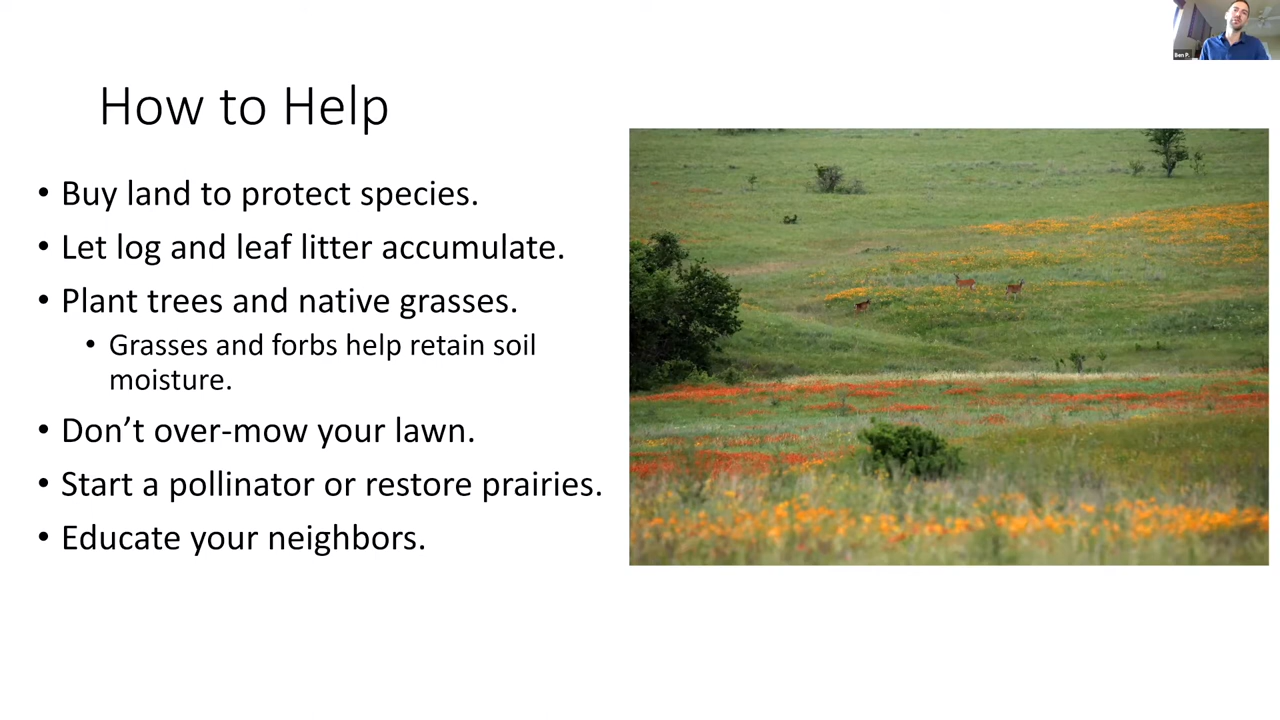 Ben P.
How to Help
• Buy land to protect species.
• Let log and leaf litter accumulate.
• Plant trees and native grasses.
• Grasses and forbs help retain soil
moisture.
• Don’t over-mow your lawn.
• Start a pollinator or restore prairies.
• Educate your neighbors.